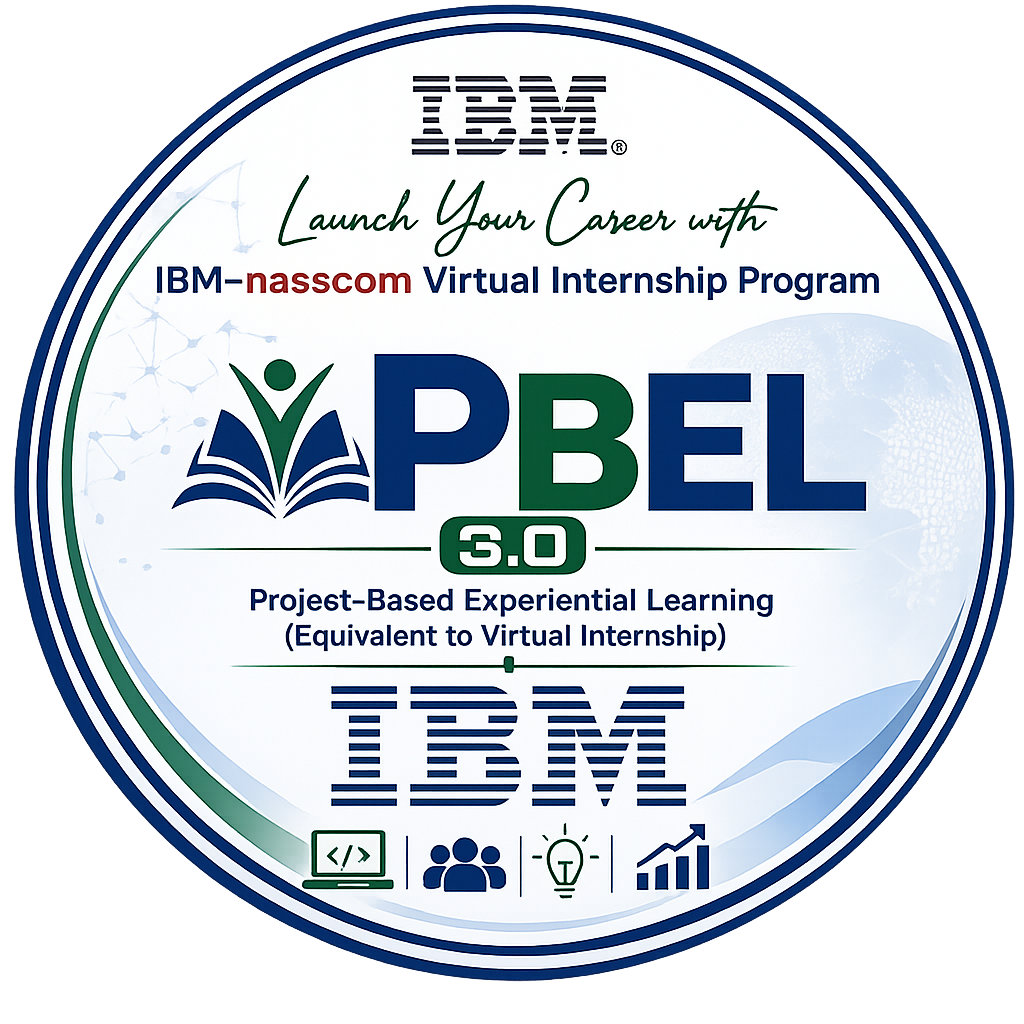 IBM®
Launch Your Career with
IBM-nasscom Virtual Internship Program
PBEL
3.0
Project-Based Experiential Learning
(Equivalent to Virtual Internship)
IBM
</>